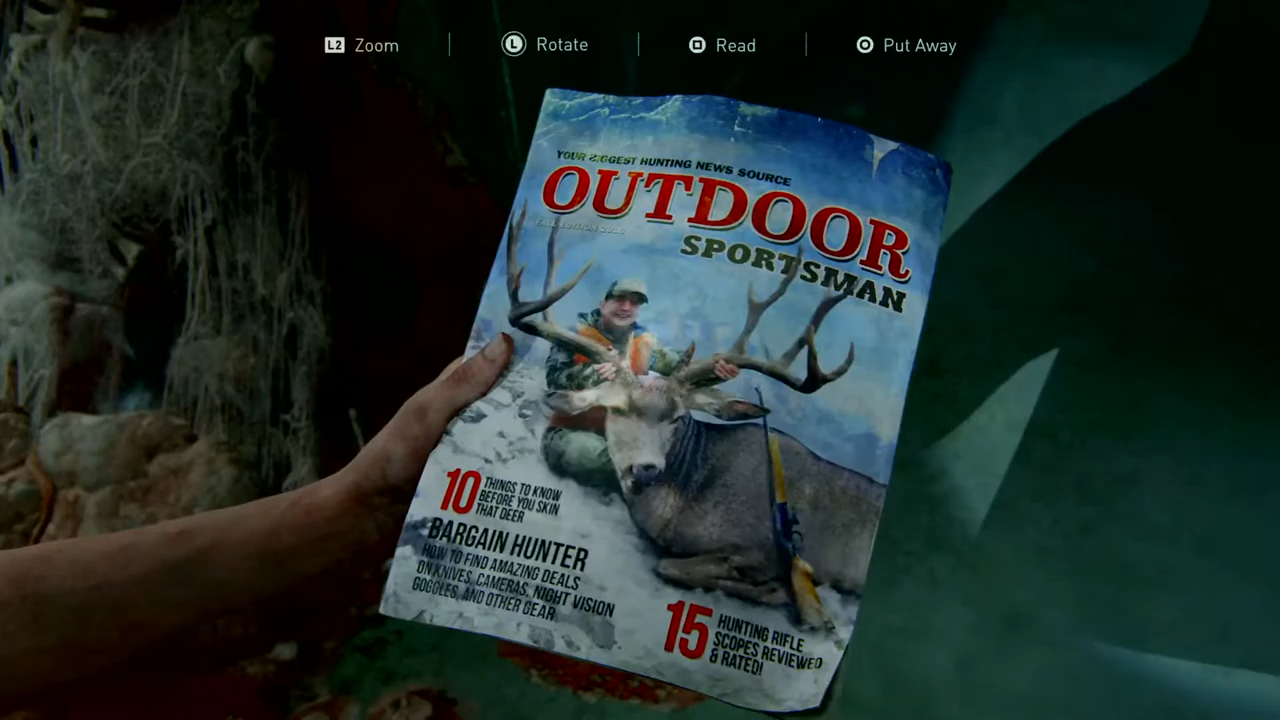 L2 Zoom
L Rotate
Read
Put Away
YOUR BIGGEST HUNTING NEWS SOURCE
OUTDOOR
FALL EDITION
SPORTSMAN
10 THINGS TO KNOW
BEFORE YOU SKIN
THAT DEER
BARGAIN HUNTER
HOW TO FIND AMAZING DEALS
ON KNIVES, CAMERAS, NIGHT VISION
GOGGLES, AND OTHER GEAR
15 HUNTING RIFLE
SCOPES REVIEWED
& RATED!